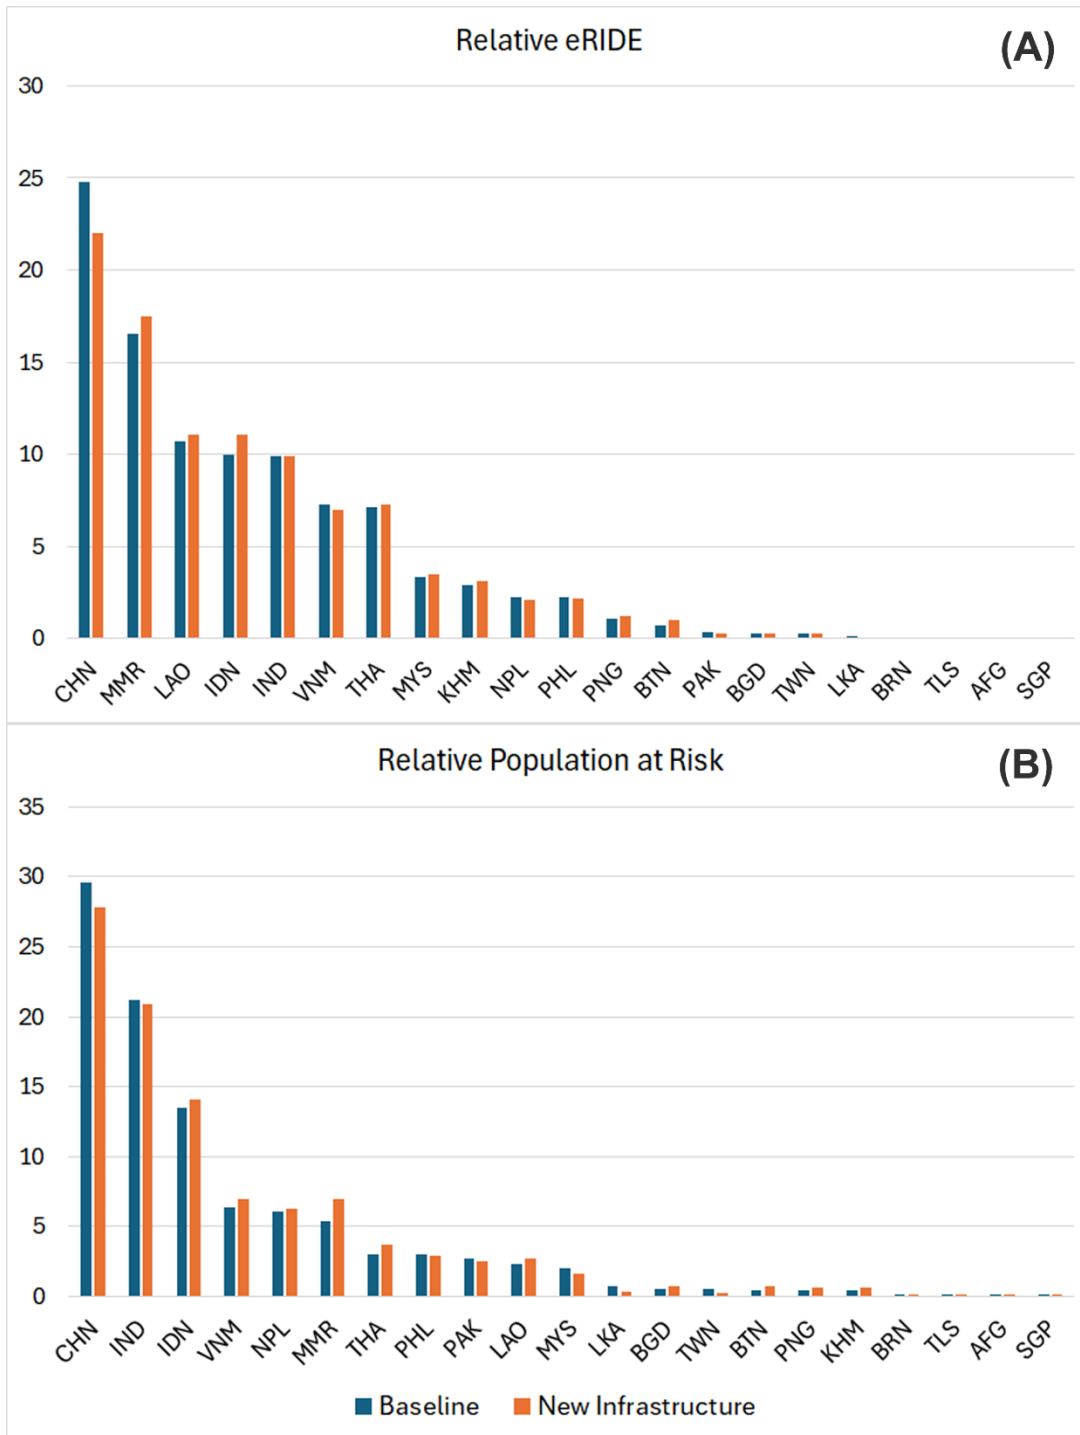 Relative eRIDE
(A)
30
25
20
15
10
5
0
CHN MMR LAO IDN IND VNM THA MYS KHM NPL PHL PNG BTN PAK BGD TWN LKA BRN TLS AFG SGP
Relative Population at Risk
(B)
35
30
25
20
15
10
5
0
CHN IND IDN VNM NPL MMR THA PHL PAK LAO MYS LKA BGD TWN BTN PNG KHM BRN TLS AFG SGP
Baseline New Infrastructure